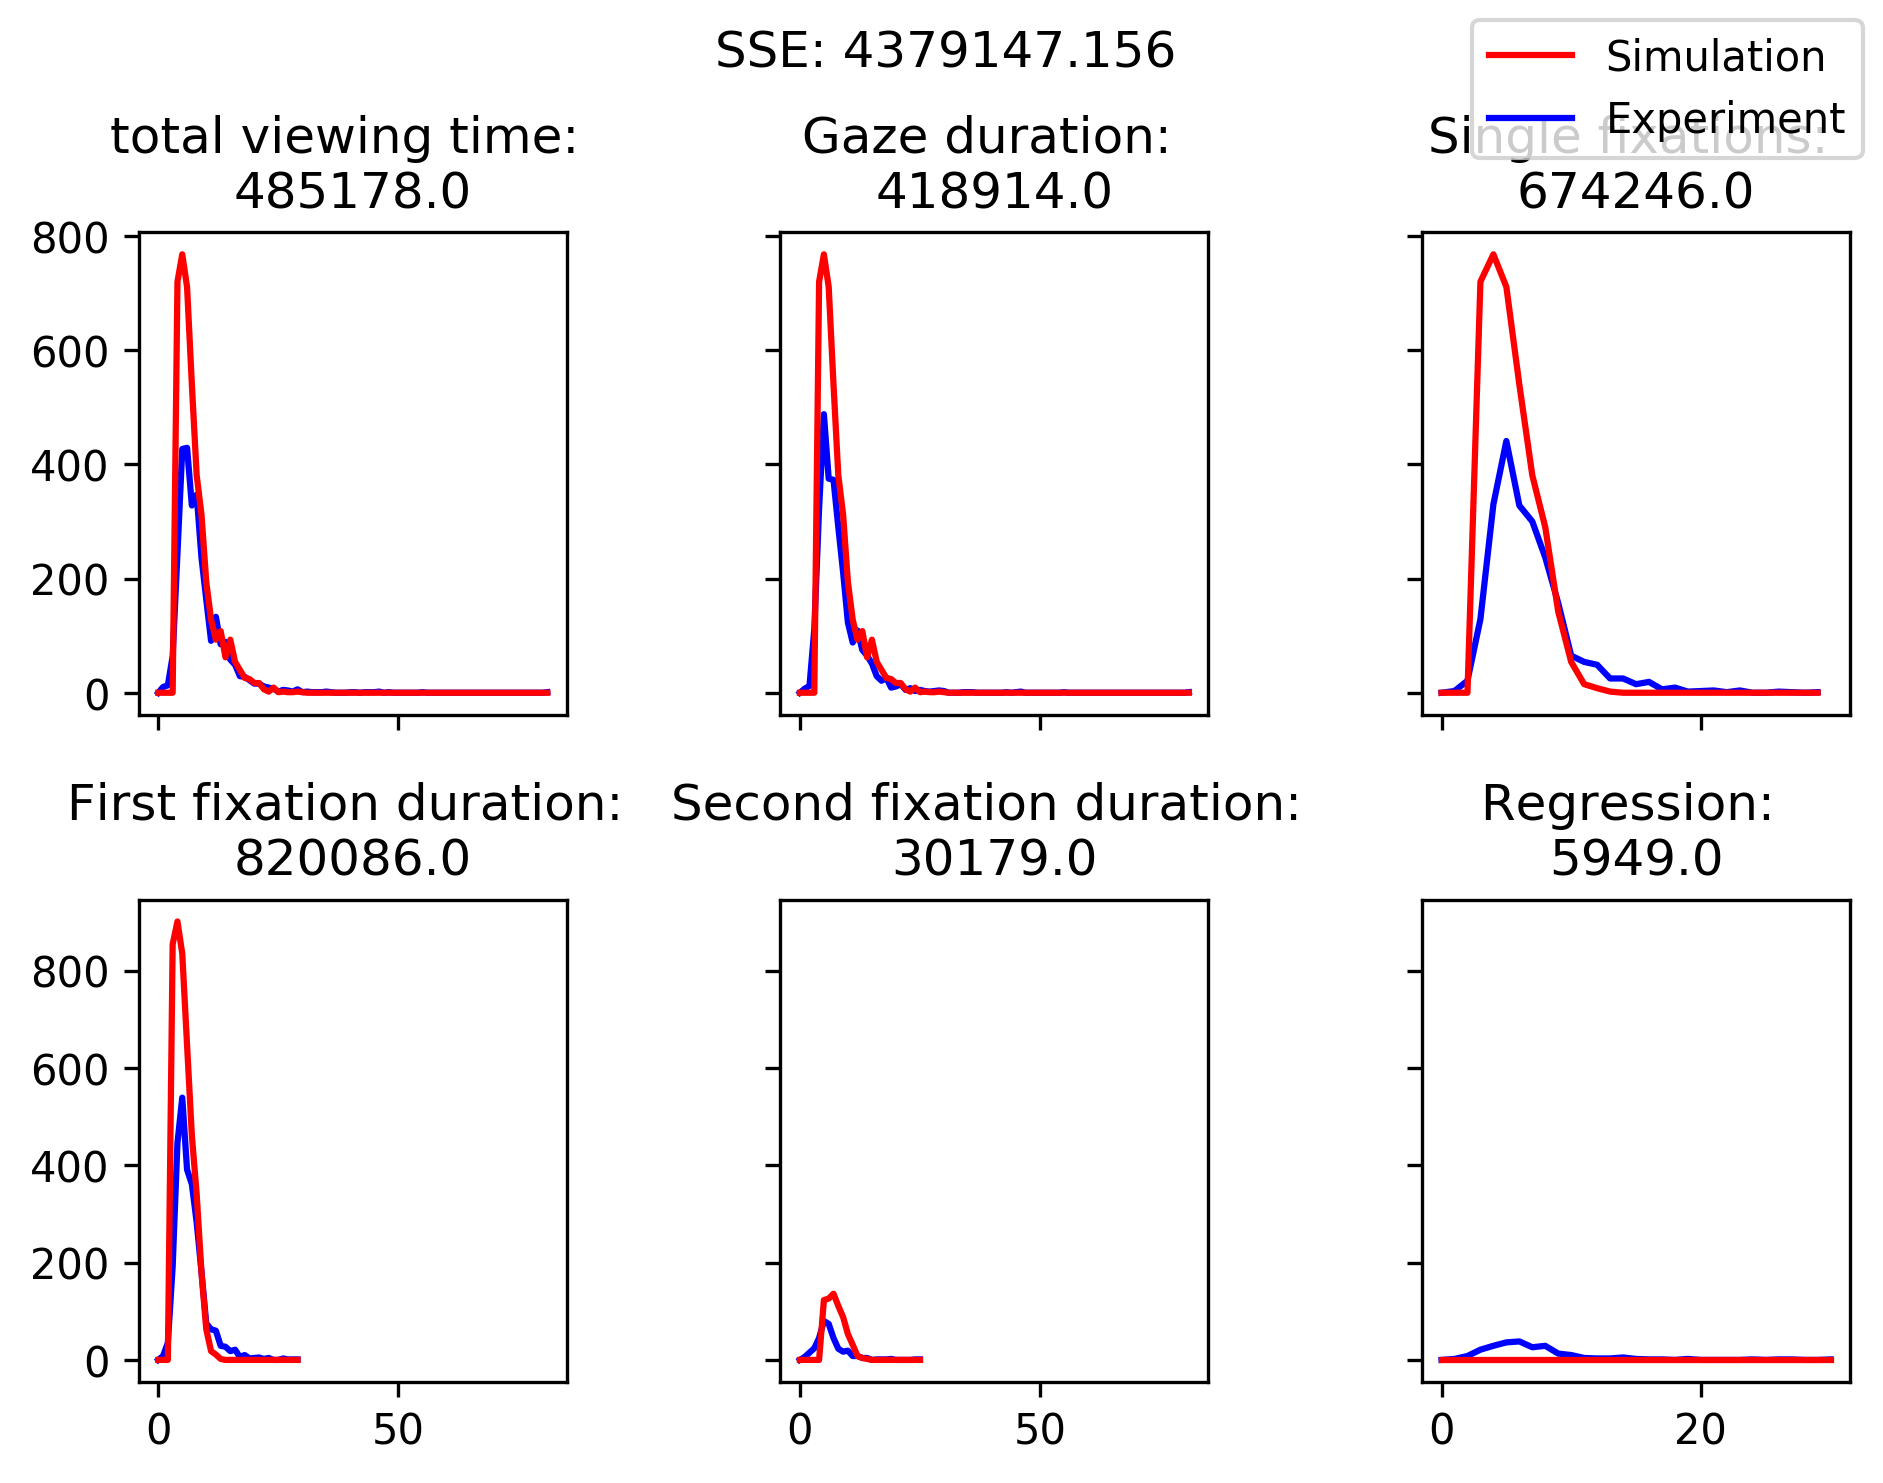 SSE: 4379147.156
Simulation
Experiment
total viewing time:
485178.0
Gaze duration:
418914.0
Single fixations:
674246.0
800
600
400
200
0
First fixation duration:
820086.0
Second fixation duration:
30179.0
Regression:
5949.0
800
600
400
200
0
0 50
0 50
0 20